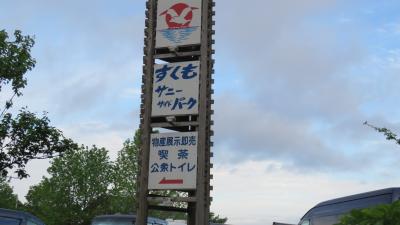 すくも
サニー
サイドパーク
物産展示即売
喫茶
公衆トイレ